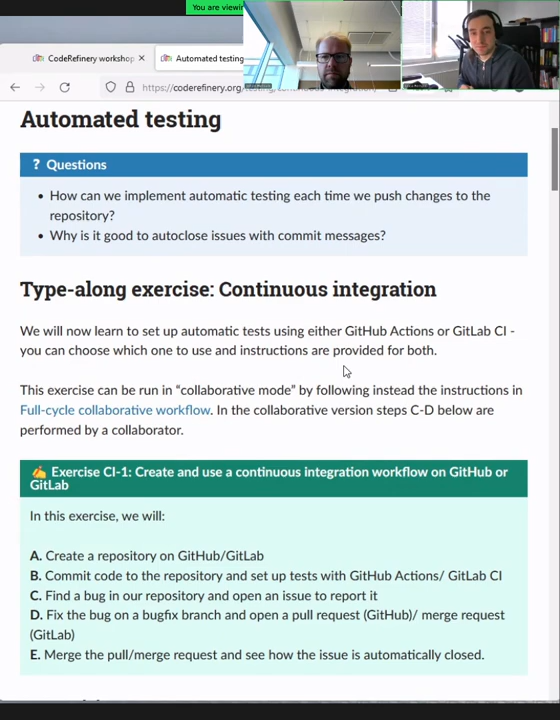 You are viewin
CodeRefinery workshop
Automated testing
https://coderefinery.org/testing/continuous-integration/
Automated testing
? Questions
• How can we implement automatic testing each time we push changes to the
repository?
• Why is it good to autoclose issues with commit messages?
Type-along exercise: Continuous integration
We will now learn to set up automatic tests using either GitHub Actions or GitLab CI -
you can choose which one to use and instructions are provided for both.
This exercise can be run in “collaborative mode” by following instead the instructions in
Full-cycle collaborative workflow. In the collaborative version steps C-D below are
performed by a collaborator.
✍️ Exercise CI-1: Create and use a continuous integration workflow on GitHub or
GitLab
In this exercise, we will:
A. Create a repository on GitHub/GitLab
B. Commit code to the repository and set up tests with GitHub Actions/ GitLab CI
C. Find a bug in our repository and open an issue to report it
D. Fix the bug on a bugfix branch and open a pull request (GitHub)/ merge request
(GitLab)
E. Merge the pull/merge request and see how the issue is automatically closed.